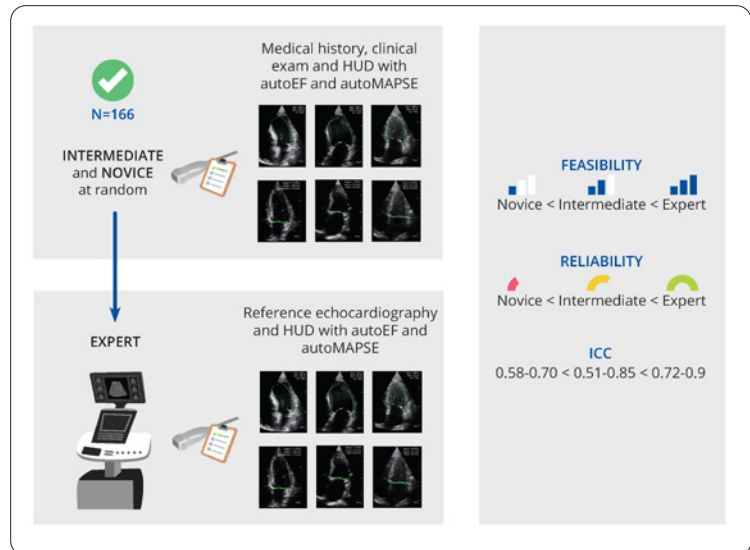 Medical history, clinical
exam and HUD with
autoEF and autoMAPSE
N=166
INTERMEDIATE
and NOVICE
at random
EXPERT
Reference echocardiography
and HUD with autoEF and
autoMAPSE
FEASIBILITY
Novice < Intermediate < Expert
RELIABILITY
Novice < Intermediate < Expert
ICC
0.58-0.70 < 0.51-0.85 < 0.72-0.9